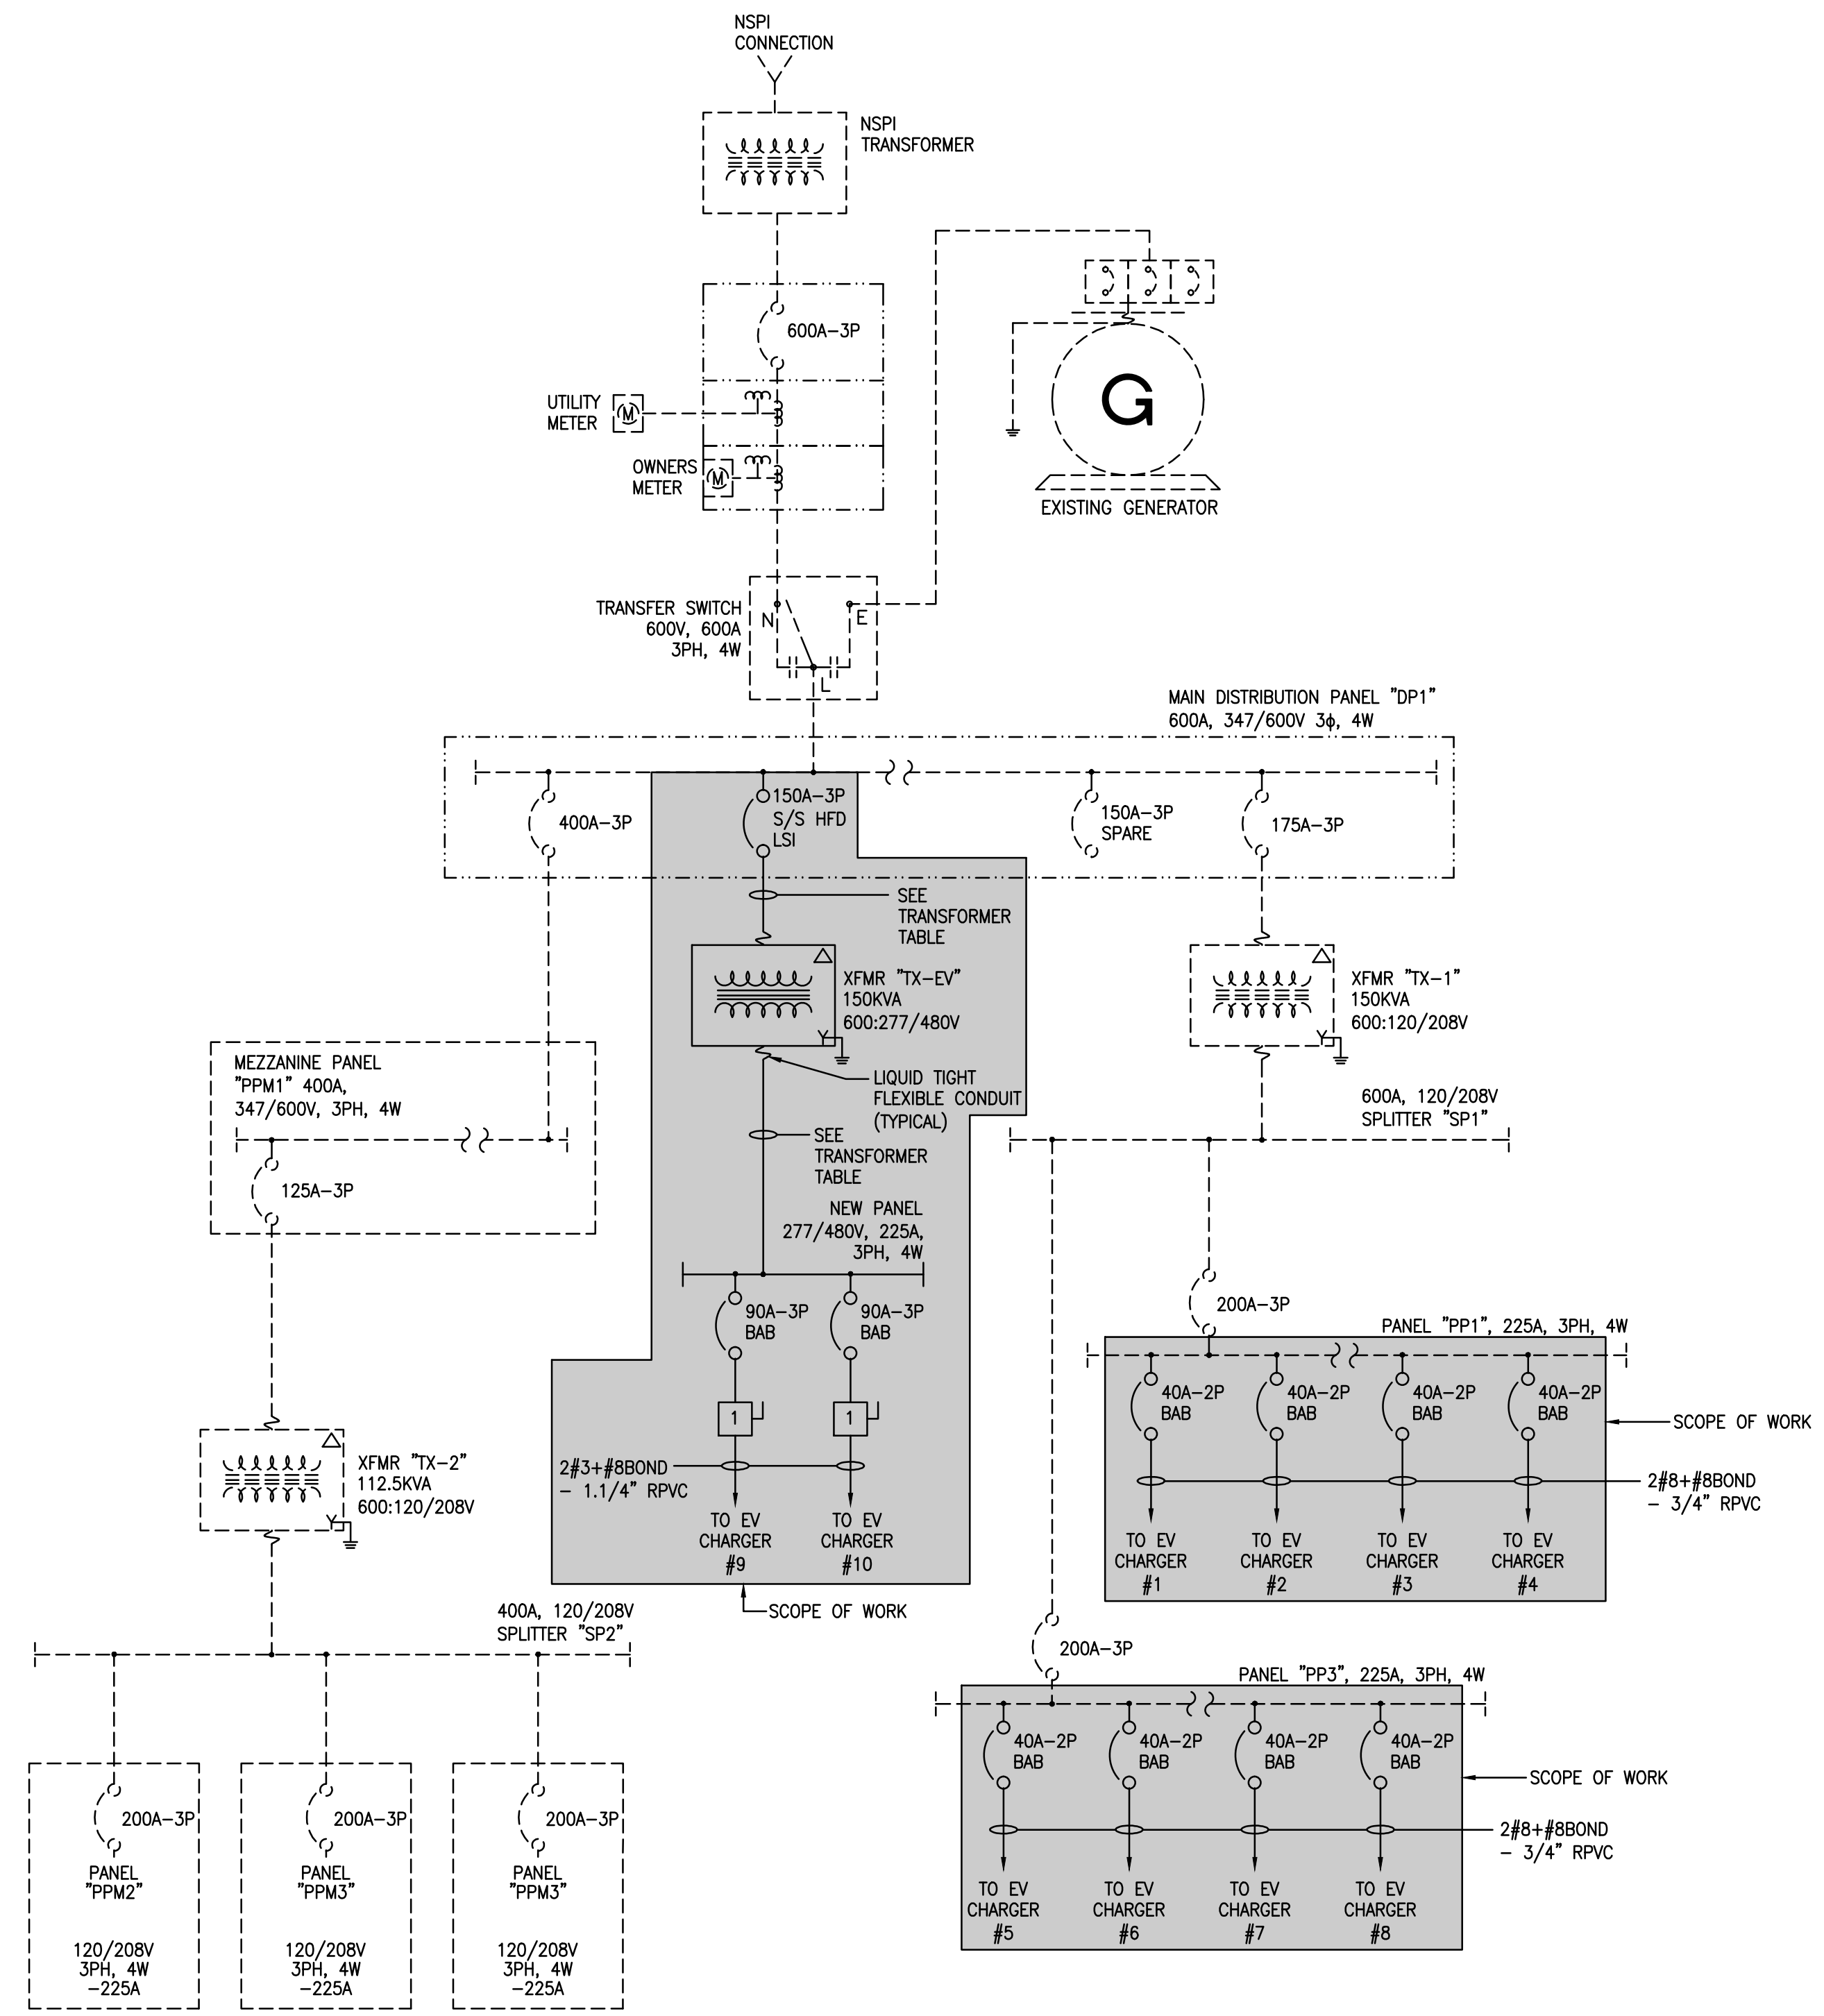 NSPI
CONNECTION
NSPI
TRANSFORMER
600A-3P
UTILITY
METER
M
OWNERS
METER
M
G
EXISTING GENERATOR
TRANSFER SWITCH
600V, 600A
3PH, 4W
N
E
L
MAIN DISTRIBUTION PANEL "DP1"
600A, 347/600V 3ϕ, 4W
400A-3P
150A-3P
S/S HFD
LSI
150A-3P
SPARE
175A-3P
SEE
TRANSFORMER
TABLE
XFMR "TX-EV"
150KVA
600:277/480V
XFMR "TX-1"
150KVA
600:120/208V
LIQUID TIGHT
FLEXIBLE CONDUIT
(TYPICAL)
MEZZANINE PANEL
"PPM1" 400A,
347/600V, 3PH, 4W
125A-3P
600A, 120/208V
SPLITTER "SP1"
SEE
TRANSFORMER
TABLE
NEW PANEL
277/480V, 225A,
3PH, 4W
90A-3P
BAB
90A-3P
BAB
1
1
2#3+#8BOND
- 1.1/4" RPVC
TO EV
CHARGER
#9
TO EV
CHARGER
#10
SCOPE OF WORK
200A-3P
PANEL "PP1", 225A, 3PH, 4W
40A-2P
BAB
40A-2P
BAB
40A-2P
BAB
40A-2P
BAB
SCOPE OF WORK
2#8+#8BOND
- 3/4" RPVC
TO EV
CHARGER
#1
TO EV
CHARGER
#2
TO EV
CHARGER
#3
TO EV
CHARGER
#4
XFMR "TX-2"
112.5KVA
600:120/208V
400A, 120/208V
SPLITTER "SP2"
200A-3P
PANEL
"PPM2"
120/208V
3PH, 4W
-225A
200A-3P
PANEL
"PPM3"
120/208V
3PH, 4W
-225A
200A-3P
PANEL
"PPM3"
120/208V
3PH, 4W
-225A
200A-3P
PANEL "PP3", 225A, 3PH, 4W
40A-2P
BAB
40A-2P
BAB
40A-2P
BAB
40A-2P
BAB
SCOPE OF WORK
2#8+#8BOND
- 3/4" RPVC
TO EV
CHARGER
#5
TO EV
CHARGER
#6
TO EV
CHARGER
#7
TO EV
CHARGER
#8